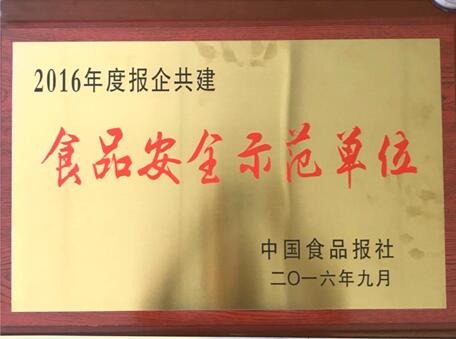 2016年度报企共建
食品安全示范单位
中国食品报社
二〇一六年九月